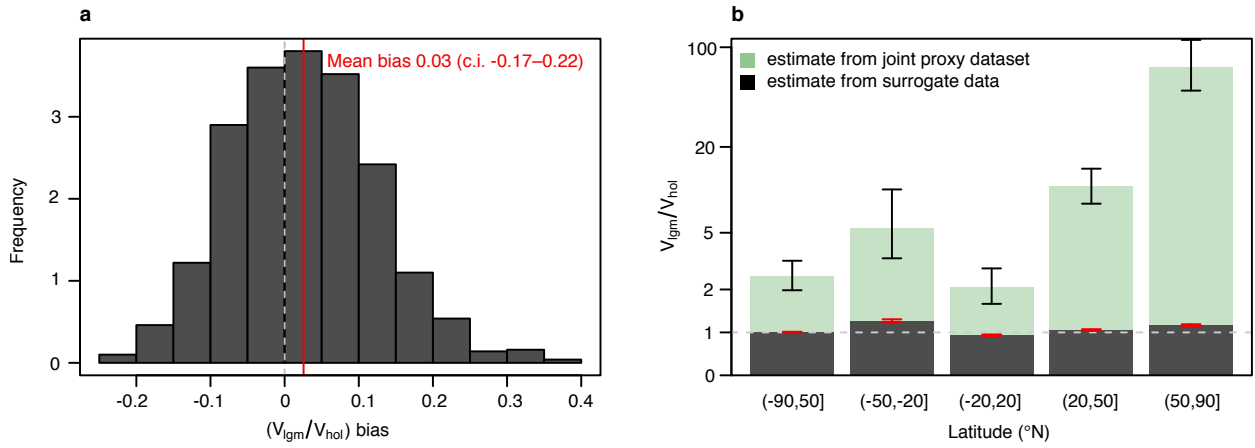 a
Mean bias 0.03 (c.i. -0.17–0.22)
Frequency
3
2
1
0
-0.2
-0.1
0
0.1
0.2
0.3
0.4
(Vlgm/Vhol) bias
b
estimate from joint proxy dataset
estimate from surrogate data
Vlgm/Vhol
100
20
5
2
1
0
(-90,50]
(-50,-20]
(-20,20]
(20,50]
(50,90]
Latitude (°N)